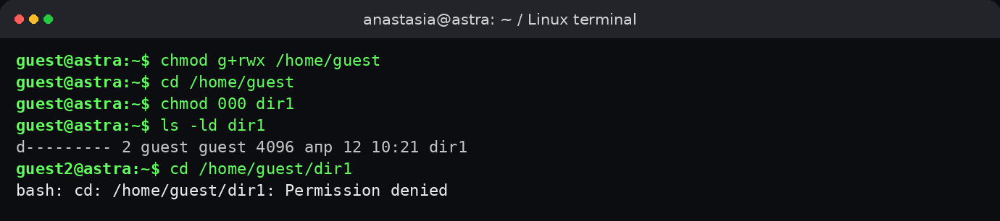 anastasia@astra: ~ / Linux terminal
guest@astra:~$ chmod g+rwx /home/guest
guest@astra:~$ cd /home/guest
guest@astra:~$ chmod 000 dir1
guest@astra:~$ ls -ld dir1
d--------- 2 guest guest 4096 апр 12 10:21 dir1
guest2@astra:~$ cd /home/guest/dir1
bash: cd: /home/guest/dir1: Permission denied